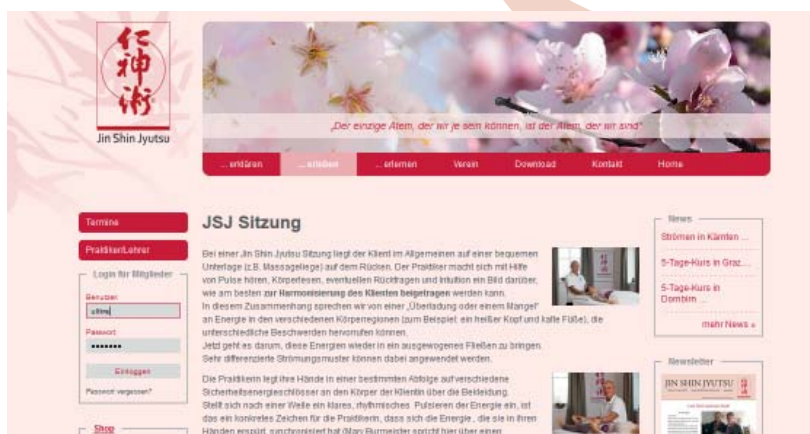 仁
神
術
Jin Shin Jyutsu
„Der einzige Atem, der wir je sein können, ist der Atem, der wir sind“
... erklären ... erleben ... erlernen Verein Download Kontakt Home
Termine
Praktiker/Lehrer
Login für Mitglieder
Benutzer:
Passwort:
Einloggen
Passwort vergessen?
Shop
JSJ Sitzung
Bei einer Jin Shin Jyutsu Sitzung liegt der Klient im Allgemeinen auf einer bequemen
Unterlage (z.B. Massageliege) auf dem Rücken. Der Praktiker macht sich mit Hilfe
von Pulse hören, Körperlesen, eventuellen Rückfragen und Intuition ein Bild darüber,
wie am besten zur Harmonisierung des Klienten beigetragen werden kann.
In diesem Zusammenhang sprechen wir von einer „Überladung oder einem Mangel“
an Energie in den verschiedenen Körperregionen (zum Beispiel: ein heißer Kopf und kalte Füße), die
unterschiedliche Beschwerden hervorrufen können.
Jetzt geht es darum, diese Energien wieder in ein ausgewogenes Fließen zu bringen.
Sehr differenzierte Strömungsmuster können dabei angewendet werden.
Die Praktikerin legt ihre Hände in einer bestimmten Abfolge auf verschiedene
Sicherheitsenergieschlösser an den Körper der Klientin über die Bekleidung.
Stellt sich nach einer Weile ein klares, rhythmisches Pulsieren der Energie ein, ist
das ein konkretes Zeichen für die Praktikerin, dass sich die Energie, die sie in ihren
Händen erspürt, synchronisiert hat (Mary Burmeister spricht hier über einen
News
Strömen in Kärnten ...
5-Tage-Kurs in Graz,...
5-Tage-Kurs in
Dornbirn ...
mehr News »
Newsletter
JIN SHIN JYUTSU